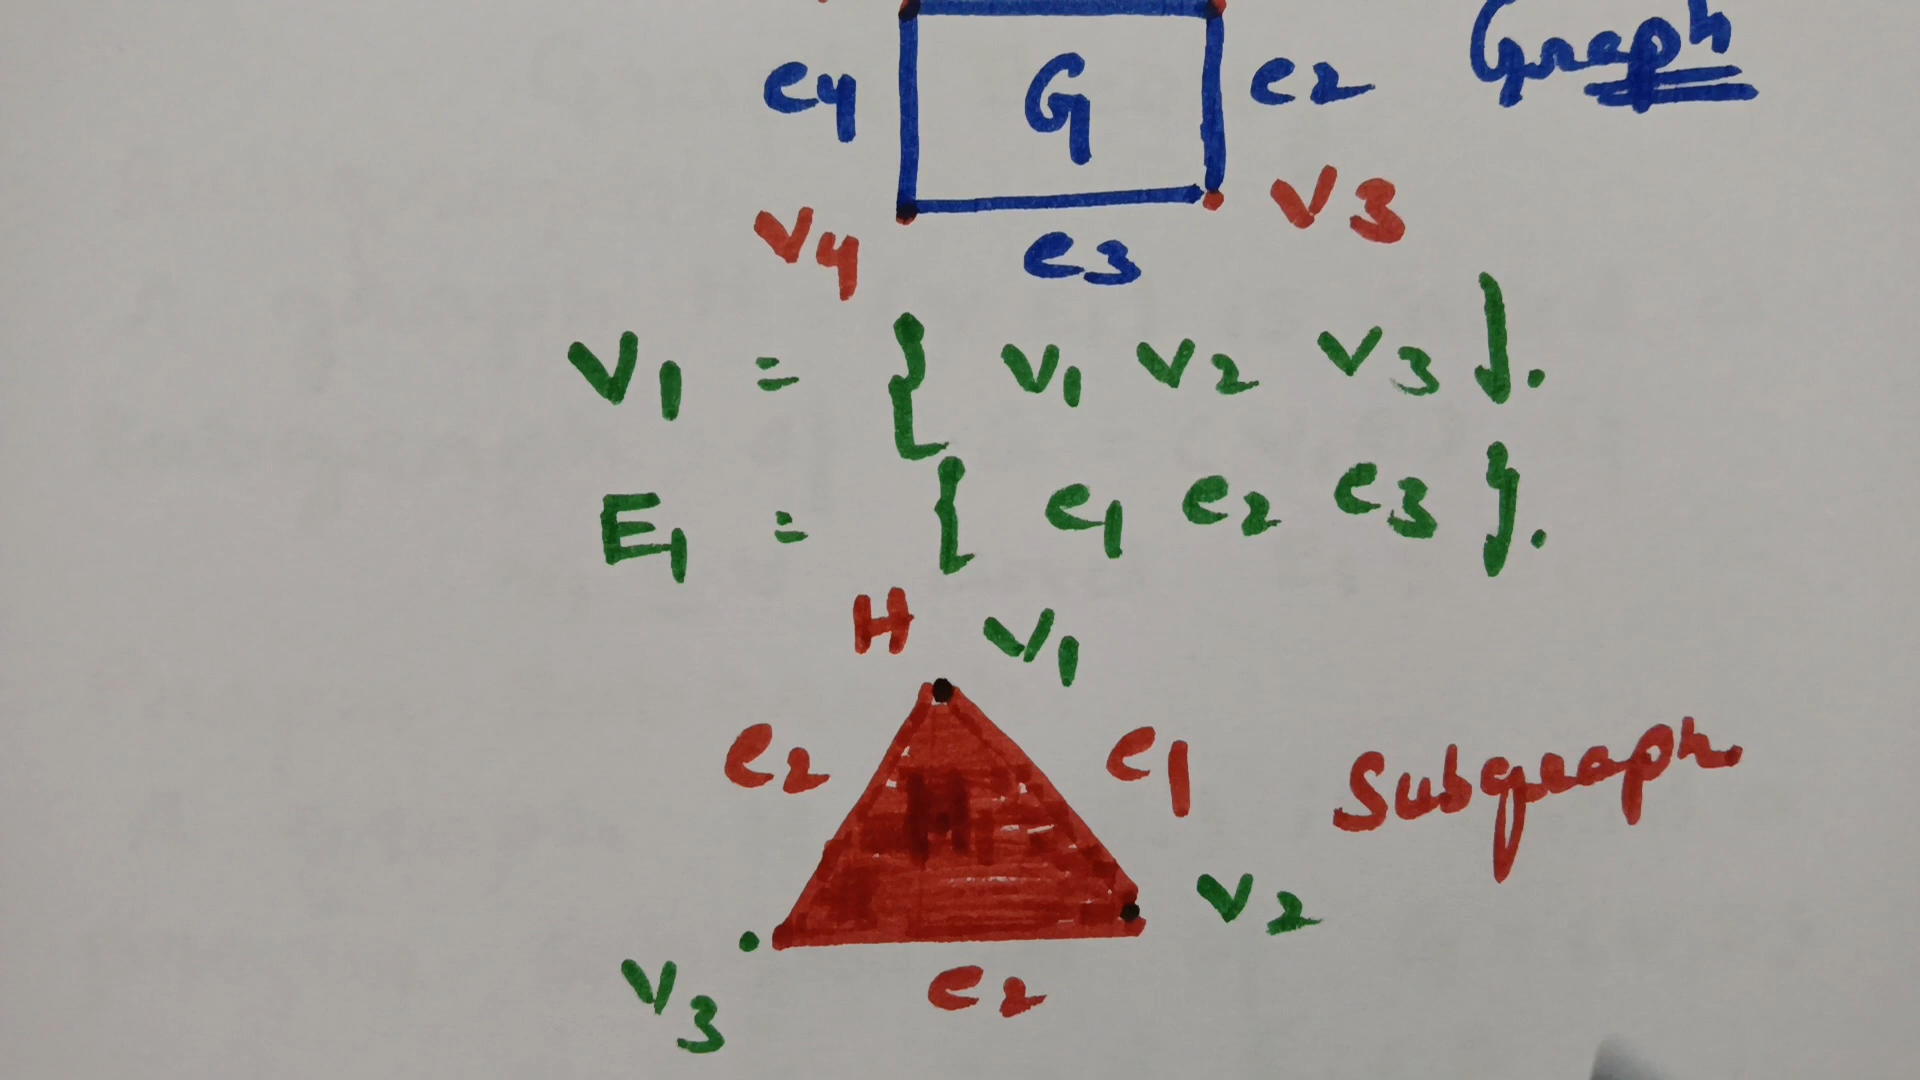 Graph
e4 G e2
v4 v3
e3
V1 = { v1 v2 v3 }.
E1 = { e1 e2 e3 }.
H v1
e2 e1
H
Subgraph
v2
v3 e2